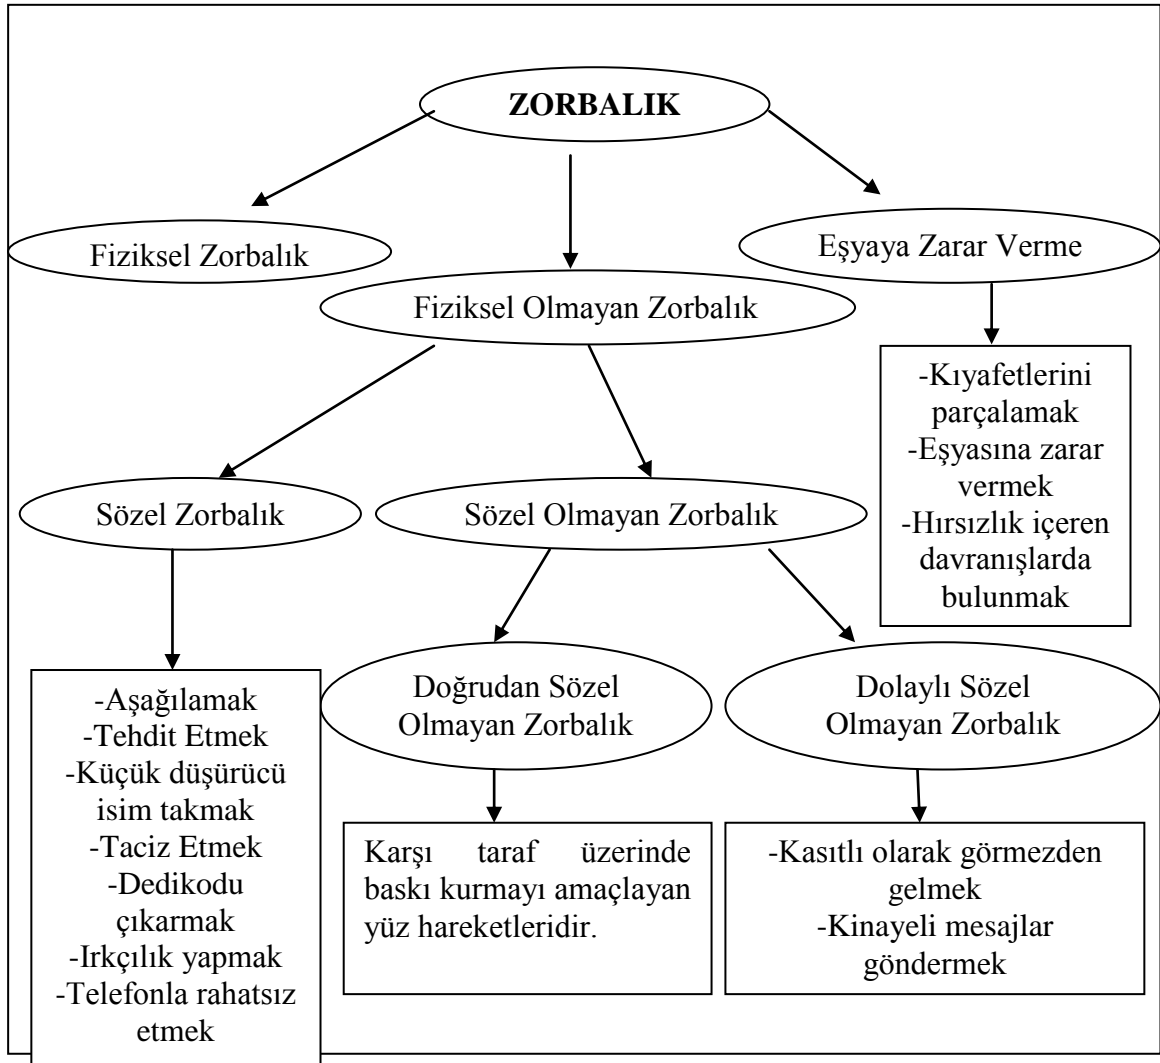 ZORBALIK
Fiziksel Zorbalık
Eşyaya Zarar Verme
Fiziksel Olmayan Zorbalık
-Kıyafetlerini
parçalamak
-Eşyasına zarar
vermek
-Hırsızlık içeren
davranışlarda
bulunmak
Sözel Zorbalık
Sözel Olmayan Zorbalık
-Aşağılamak
-Tehdit Etmek
-Küçük düşürücü
isim takmak
-Taciz Etmek
-Dedikodu
çıkarmak
-Irkçılık yapmak
-Telefonla rahatsız
etmek
Doğrudan Sözel
Olmayan Zorbalık
Dolaylı Sözel
Olmayan Zorbalık
Karşı taraf üzerinde
baskı kurmayı amaçlayan
yüz hareketleridir.
-Kasıtlı olarak görmezden
gelmek
-Kinayeli mesajlar
göndermek